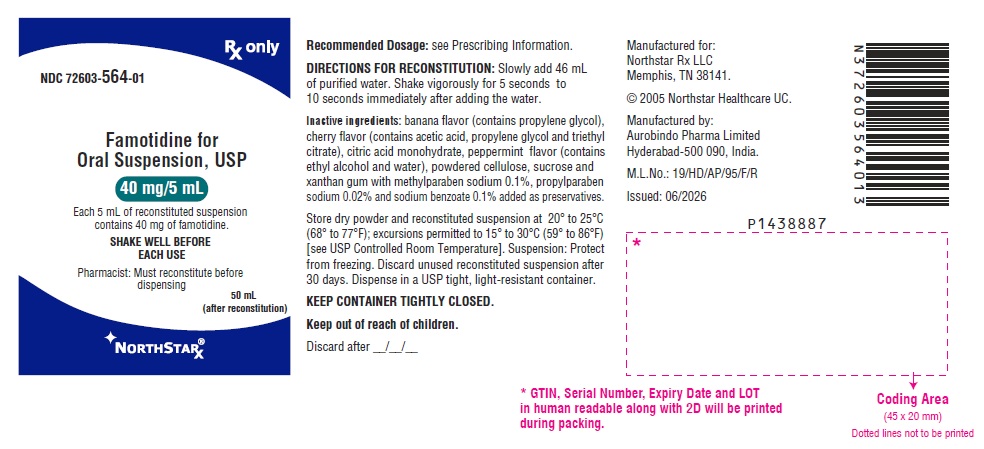 Rx only
NDC 72603-564-01
Famotidine for
Oral Suspension, USP
40 mg/5 mL
Each 5 mL of reconstituted suspension
contains 40 mg of famotidine.
SHAKE WELL BEFORE
EACH USE
Pharmacist: Must reconstitute before
dispensing
50 mL
(after reconstitution)
NORTHSTARx®
Recommended Dosage: see Prescribing Information.
DIRECTIONS FOR RECONSTITUTION: Slowly add 46 mL
of purified water. Shake vigorously for 5 seconds to
10 seconds immediately after adding the water.
Inactive ingredients: banana flavor (contains propylene glycol),
cherry flavor (contains acetic acid, propylene glycol and triethyl
citrate), citric acid monohydrate, peppermint flavor (contains
ethyl alcohol and water), powdered cellulose, sucrose and
xanthan gum with methylparaben sodium 0.1%, propylparaben
sodium 0.02% and sodium benzoate 0.1% added as preservatives.
Store dry powder and reconstituted suspension at 20° to 25°C
(68° to 77°F); excursions permitted to 15° to 30°C (59° to 86°F)
[see USP Controlled Room Temperature]. Suspension: Protect
from freezing. Discard unused reconstituted suspension after
30 days. Dispense in a USP tight, light-resistant container.
KEEP CONTAINER TIGHTLY CLOSED.
Keep out of reach of children.
Discard after __/__/__
Manufactured for:
Northstar Rx LLC
Memphis, TN 38141.
© 2005 Northstar Healthcare UC.
Manufactured by:
Aurobindo Pharma Limited
Hyderabad-500 090, India.
M.L.No.: 19/HD/AP/95/F/R
Issued: 06/2026
N372603564013
P1438887
*
* GTIN, Serial Number, Expiry Date and LOT
in human readable along with 2D will be printed
during packing.
Coding Area
(45 x 20 mm)
Dotted lines not to be printed